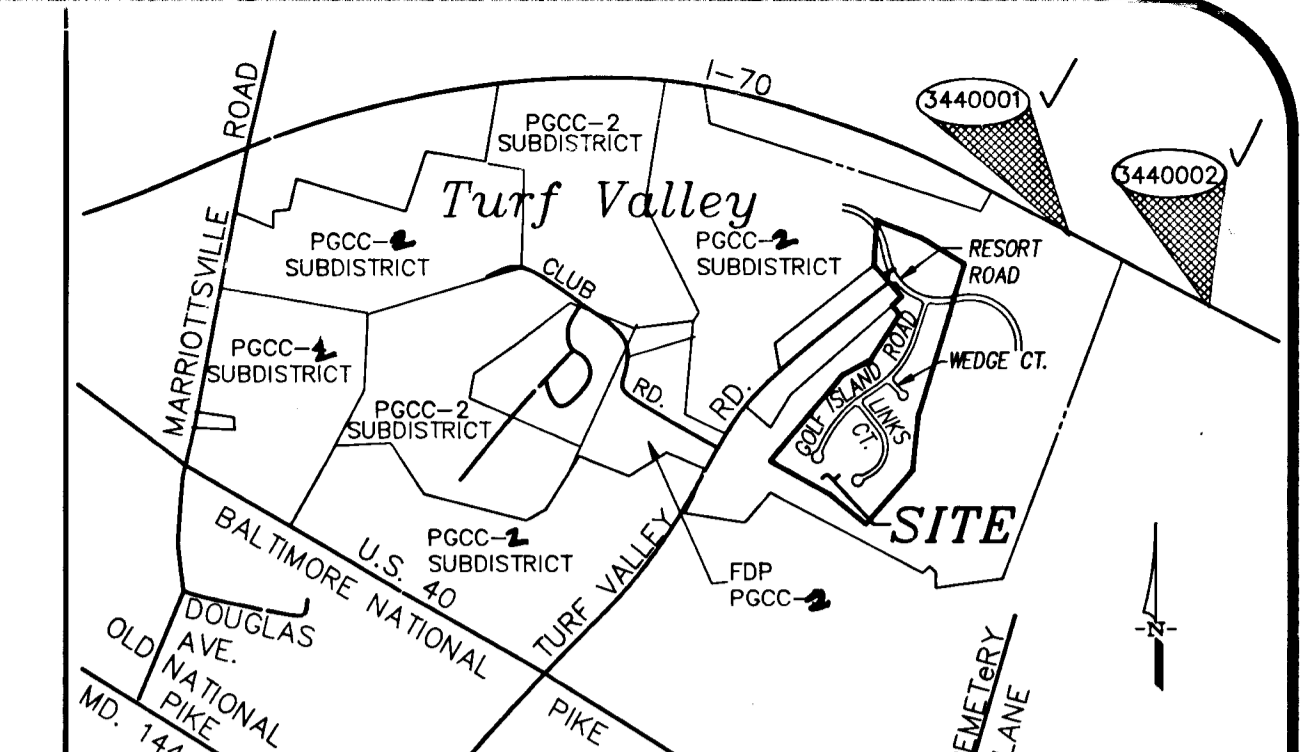 I-70
3440001
3440002
MARRIOTTSVILLE ROAD
PGCC-2
SUBDISTRICT
Turf Valley
PGCC-2
SUBDISTRICT
PGCC-2
SUBDISTRICT
RESORT
ROAD
CLUB RD.
PGCC-1
SUBDISTRICT
WEDGE CT.
GOLF ISLAND ROAD
LINKS
CT.
PGCC-2
SUBDISTRICT
SITE
PGCC-2
SUBDISTRICT
FDP
PGCC-2
TURF VALLEY RD.
U.S. 40
BALTIMORE NATIONAL PIKE
DOUGLAS
AVE.
OLD NATIONAL
PIKE
MD. 144
EMETeRY
LANE
-N-